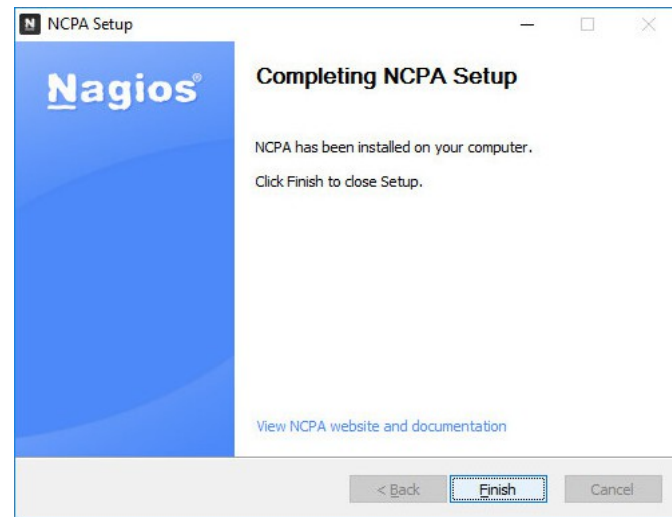 N NCPA Setup
Nagios®
Completing NCPA Setup
NCPA has been installed on your computer.
Click Finish to close Setup.
View NCPA website and documentation
< Back
Finish
Cancel